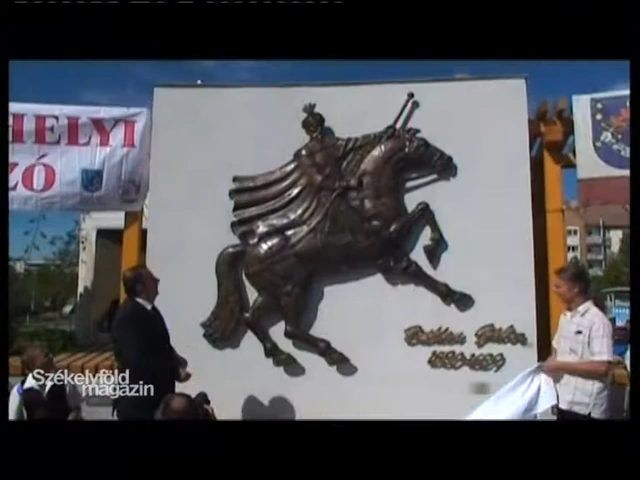 HELYI
ZÓ
Bethlen Gábor
1580-1629
Székelyföld
magazin